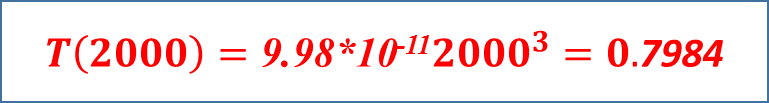 T(2000) = 9.98*10⁻¹¹2000³ = 0.7984